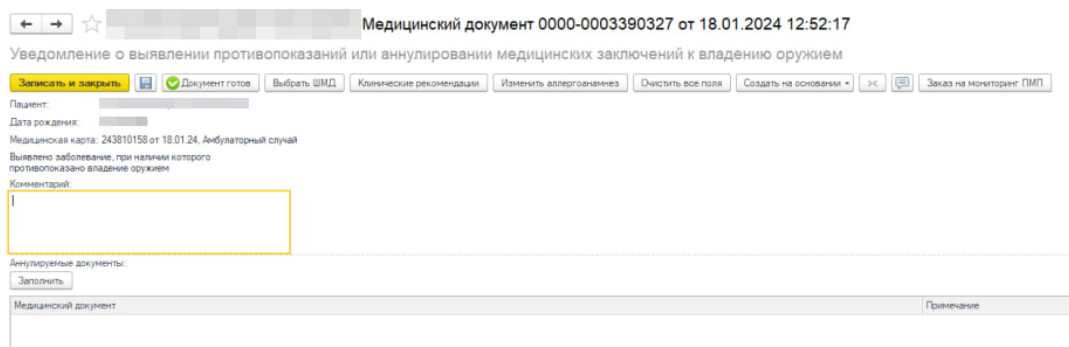 Медицинский документ 0000-0003390327 от 18.01.2024 12:52:17
Уведомление о выявлении противопоказаний или аннулировании медицинских заключений к владению оружием
Записать и закрыть Документ готов Выбрать ШМД Клинические рекомендации Изменить аллергоанамнез Очистить все поля Создать на основании Заказ на мониторинг ПМП
Пациент:
Дата рождения:
Медицинская карта: 243810158 от 18.01.24, Амбулаторный случай
Выявлено заболевание, при наличии которого
противопоказано владение оружием
Комментарий:
Аннулируемые документы:
Заполнить
Медицинский документ Примечание